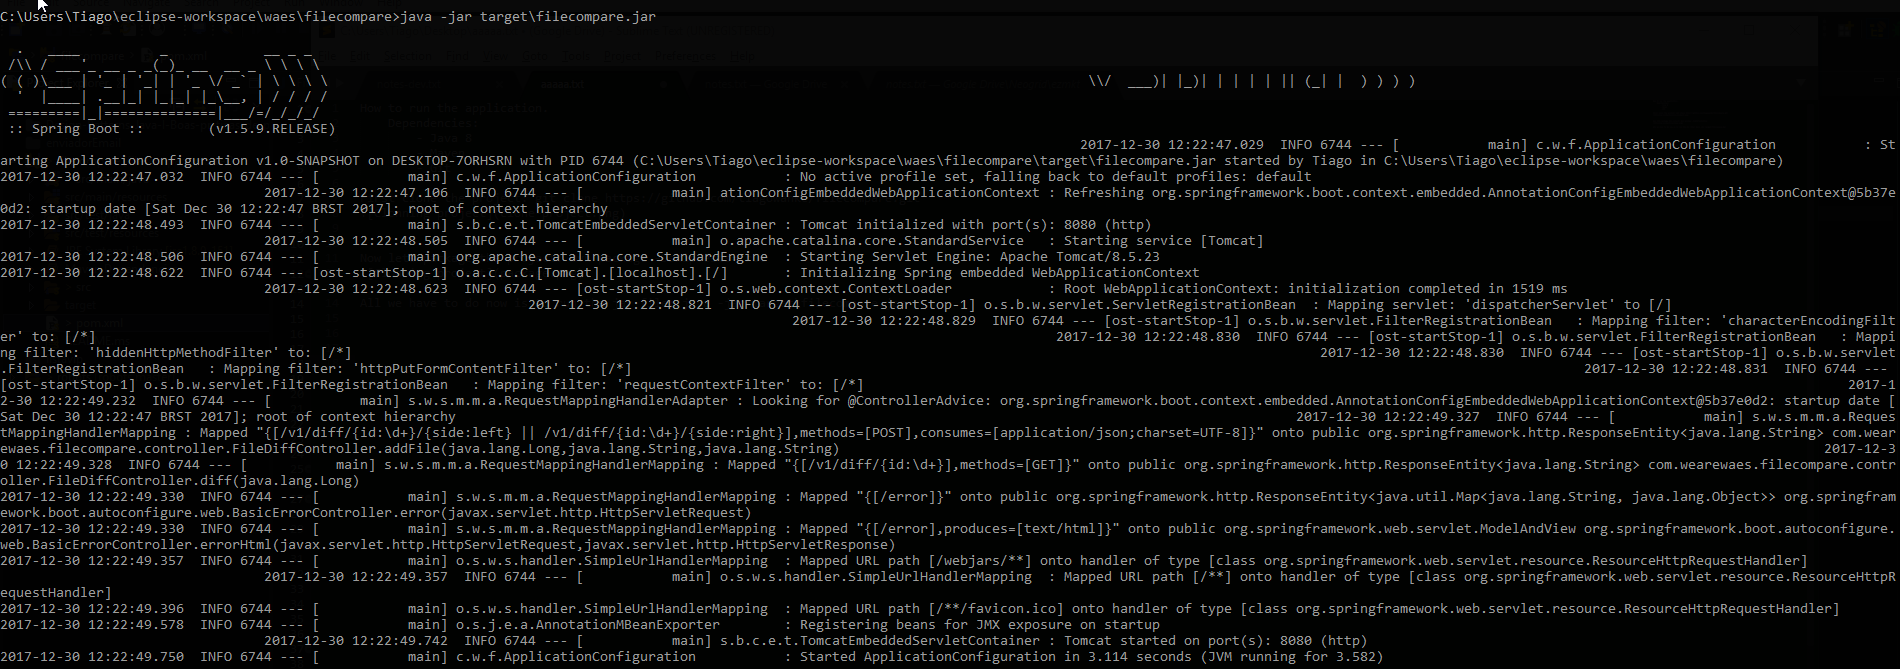 C:\Users\Tiago\eclipse-workspace\waes\filecompare>java -jar target\filecompare.jar
  .   ____          _            __ _ _
 /\\ / ___'_ __ _ _(_)_ __  __ _ \ \ \ \
( ( )\___ | '_ | '_| | '_ \/ _` | \ \ \ \                                                                                                \\/  ___)| |_)| | | | | || (_| |  ) ) ) )
  '  |____| .__|_|_|_|_| |_\__, | / / / /
 =========|_|==============|___/=/_/_/_/
 :: Spring Boot ::        (v1.5.9.RELEASE)
2017-12-30 12:22:47.029  INFO 6744 --- [           main] c.w.f.ApplicationConfiguration           : St
arting ApplicationConfiguration v1.0-SNAPSHOT on DESKTOP-7ORHSRN with PID 6744 (C:\Users\Tiago\eclipse-workspace\waes\filecompare\target\filecompare.jar started by Tiago in C:\Users\Tiago\eclipse-workspace\waes\filecompare)
2017-12-30 12:22:47.032  INFO 6744 --- [           main] c.w.f.ApplicationConfiguration           : No active profile set, falling back to default profiles: default
2017-12-30 12:22:47.106  INFO 6744 --- [           main] ationConfigEmbeddedWebApplicationContext : Refreshing org.springframework.boot.context.embedded.AnnotationConfigEmbeddedWebApplicationContext@5b37e
0d2: startup date [Sat Dec 30 12:22:47 BRST 2017]; root of context hierarchy
2017-12-30 12:22:48.493  INFO 6744 --- [           main] s.b.c.e.t.TomcatEmbeddedServletContainer : Tomcat initialized with port(s): 8080 (http)
2017-12-30 12:22:48.505  INFO 6744 --- [           main] o.apache.catalina.core.StandardService   : Starting service [Tomcat]
2017-12-30 12:22:48.506  INFO 6744 --- [           main] org.apache.catalina.core.StandardEngine  : Starting Servlet Engine: Apache Tomcat/8.5.23
2017-12-30 12:22:48.622  INFO 6744 --- [ost-startStop-1] o.a.c.c.C.[Tomcat].[localhost].[/]       : Initializing Spring embedded WebApplicationContext
2017-12-30 12:22:48.623  INFO 6744 --- [ost-startStop-1] o.s.web.context.ContextLoader            : Root WebApplicationContext: initialization completed in 1519 ms
2017-12-30 12:22:48.821  INFO 6744 --- [ost-startStop-1] o.s.b.w.servlet.ServletRegistrationBean  : Mapping servlet: 'dispatcherServlet' to [/]
2017-12-30 12:22:48.829  INFO 6744 --- [ost-startStop-1] o.s.b.w.servlet.FilterRegistrationBean   : Mapping filter: 'characterEncodingFilt
er' to: [/*]                                                                                 2017-12-30 12:22:48.830  INFO 6744 --- [ost-startStop-1] o.s.b.w.servlet.FilterRegistrationBean   : Mappi
ng filter: 'hiddenHttpMethodFilter' to: [/*]                                                                                 2017-12-30 12:22:48.830  INFO 6744 --- [ost-startStop-1] o.s.b.w.servlet
.FilterRegistrationBean   : Mapping filter: 'httpPutFormContentFilter' to: [/*]                                                                                 2017-12-30 12:22:48.831  INFO 6744 ---
[ost-startStop-1] o.s.b.w.servlet.FilterRegistrationBean   : Mapping filter: 'requestContextFilter' to: [/*]                                                                                 2017-1
2-30 12:22:49.232  INFO 6744 --- [           main] s.w.s.m.m.a.RequestMappingHandlerAdapter : Looking for @ControllerAdvice: org.springframework.boot.context.embedded.AnnotationConfigEmbeddedWebApplicationContext@5b37e0d2: startup date [
Sat Dec 30 12:22:47 BRST 2017]; root of context hierarchy                                                    2017-12-30 12:22:49.327  INFO 6744 --- [           main] s.w.s.m.m.a.Reques
tMappingHandlerMapping : Mapped "{[/v1/diff/{id:\d+}/{side:left} || /v1/diff/{id:\d+}/{side:right}],methods=[POST],consumes=[application/json;charset=UTF-8]}" onto public org.springframework.http.ResponseEntity<java.lang.String> com.wear
ewaes.filecompare.controller.FileDiffController.addFile(java.lang.Long,java.lang.String,java.lang.String)                                                    2017-12-3
0 12:22:49.328  INFO 6744 --- [           main] s.w.s.m.m.a.RequestMappingHandlerMapping : Mapped "{[/v1/diff/{id:\d+}],methods=[GET]}" onto public org.springframework.http.ResponseEntity<java.lang.String> com.wearewaes.filecompare.contr
oller.FileDiffController.diff(java.lang.Long)
2017-12-30 12:22:49.330  INFO 6744 --- [           main] s.w.s.m.m.a.RequestMappingHandlerMapping : Mapped "{[/error]}" onto public org.springframework.http.ResponseEntity<java.util.Map<java.lang.String, java.lang.Object>> org.springfram
ework.boot.autoconfigure.web.BasicErrorController.error(javax.servlet.http.HttpServletRequest)
2017-12-30 12:22:49.330  INFO 6744 --- [           main] s.w.s.m.m.a.RequestMappingHandlerMapping : Mapped "{[/error],produces=[text/html]}" onto public org.springframework.web.servlet.ModelAndView org.springframework.boot.autoconfigure.
web.BasicErrorController.errorHtml(javax.servlet.http.HttpServletRequest,javax.servlet.http.HttpServletResponse)
2017-12-30 12:22:49.357  INFO 6744 --- [           main] o.s.w.s.handler.SimpleUrlHandlerMapping  : Mapped URL path [/webjars/**] onto handler of type [class org.springframework.web.servlet.resource.ResourceHttpRequestHandler]
2017-12-30 12:22:49.357  INFO 6744 --- [           main] o.s.w.s.handler.SimpleUrlHandlerMapping  : Mapped URL path [/**] onto handler of type [class org.springframework.web.servlet.resource.ResourceHttpR
equestHandler]
2017-12-30 12:22:49.396  INFO 6744 --- [           main] o.s.w.s.handler.SimpleUrlHandlerMapping  : Mapped URL path [/**/favicon.ico] onto handler of type [class org.springframework.web.servlet.resource.ResourceHttpRequestHandler]
2017-12-30 12:22:49.578  INFO 6744 --- [           main] o.s.j.e.a.AnnotationMBeanExporter        : Registering beans for JMX exposure on startup
2017-12-30 12:22:49.742  INFO 6744 --- [           main] s.b.c.e.t.TomcatEmbeddedServletContainer : Tomcat started on port(s): 8080 (http)
2017-12-30 12:22:49.750  INFO 6744 --- [           main] c.w.f.ApplicationConfiguration           : Started ApplicationConfiguration in 3.114 seconds (JVM running for 3.582)